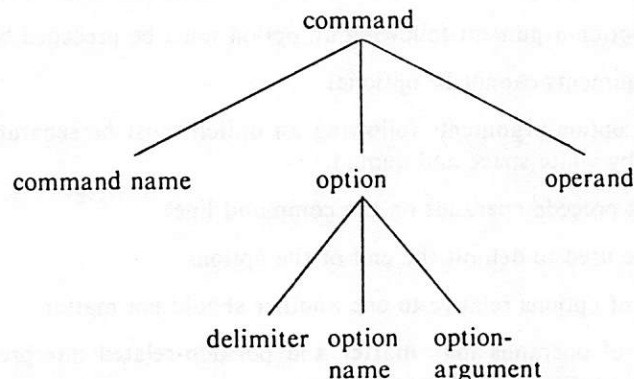 command
command name option operand
delimiter option option-
name argument